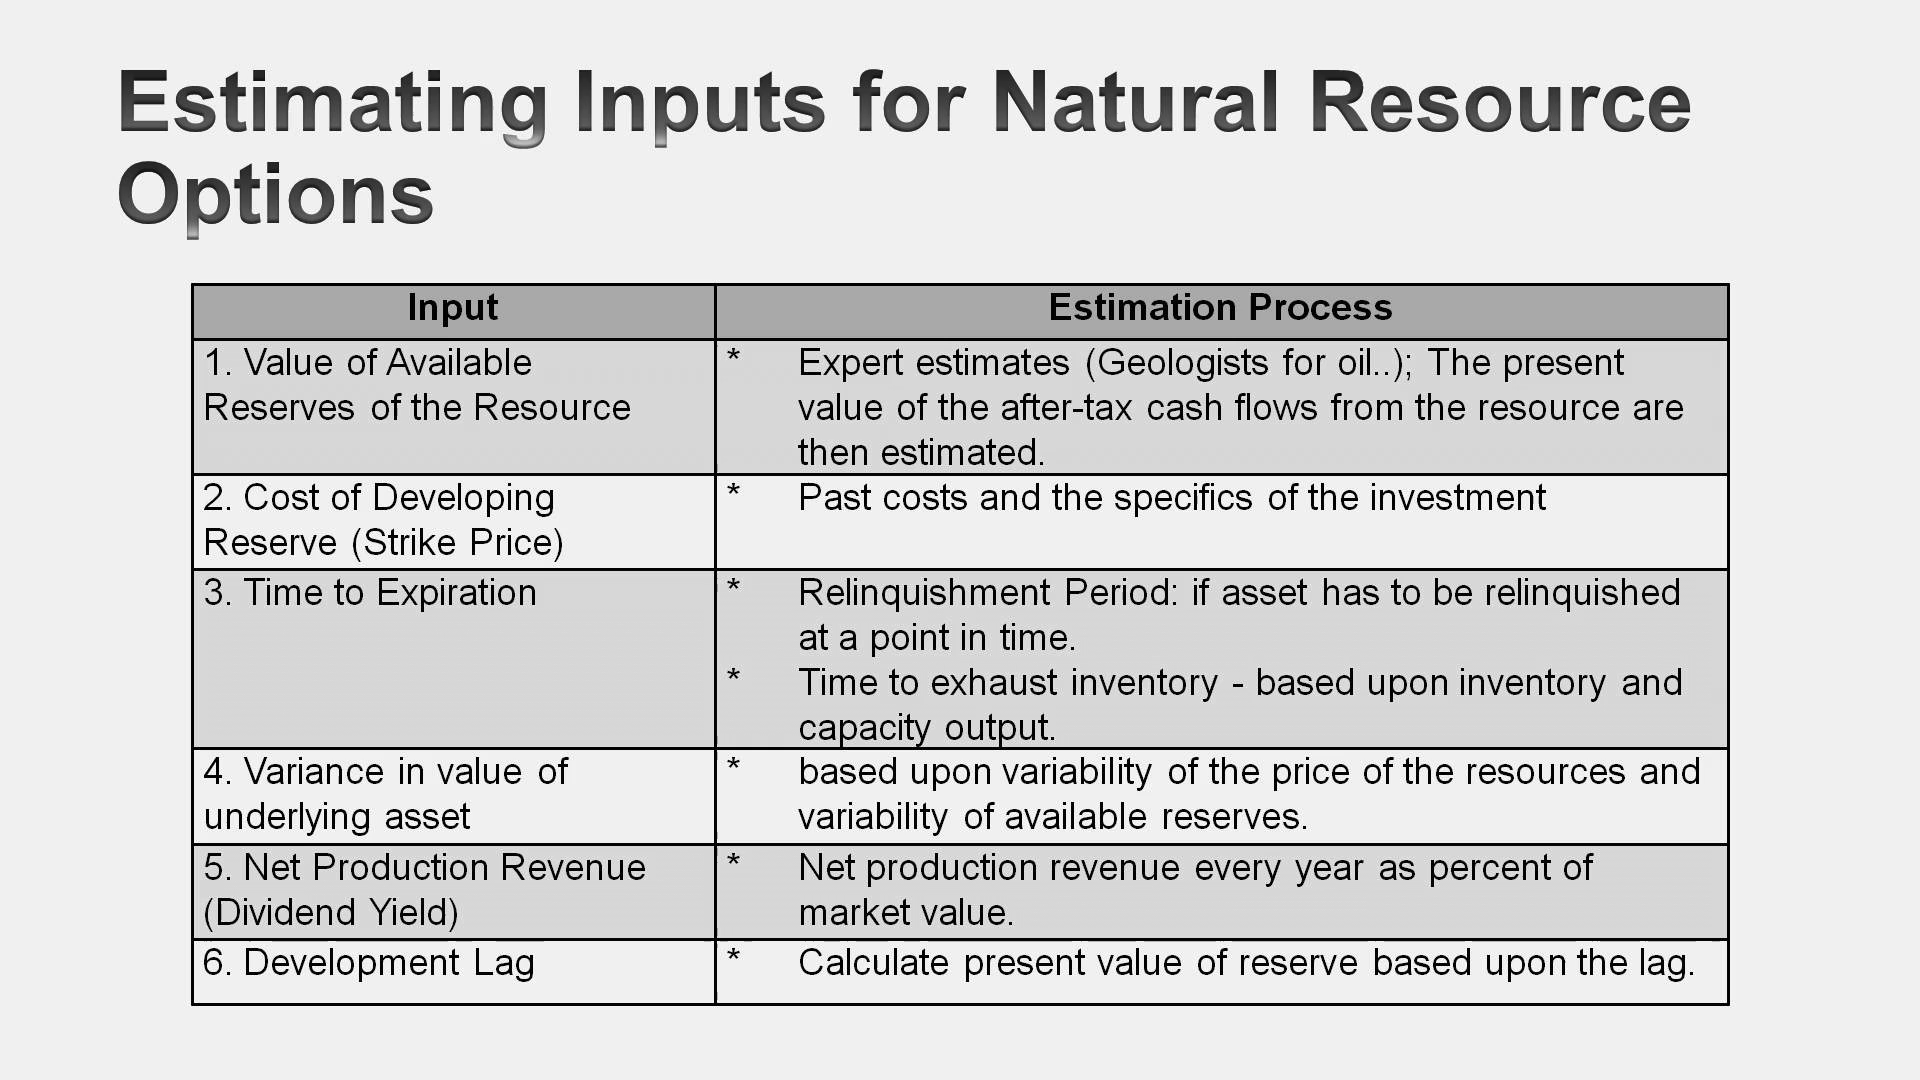 Estimating Inputs for Natural Resource
Options
Input
Estimation Process
1. Value of Available
Reserves of the Resource
* Expert estimates (Geologists for oil..); The present
value of the after-tax cash flows from the resource are
then estimated.
2. Cost of Developing
Reserve (Strike Price)
* Past costs and the specifics of the investment
3. Time to Expiration
* Relinquishment Period: if asset has to be relinquished
at a point in time.
* Time to exhaust inventory - based upon inventory and
capacity output.
4. Variance in value of
underlying asset
* based upon variability of the price of the resources and
variability of available reserves.
5. Net Production Revenue
(Dividend Yield)
* Net production revenue every year as percent of
market value.
6. Development Lag
* Calculate present value of reserve based upon the lag.